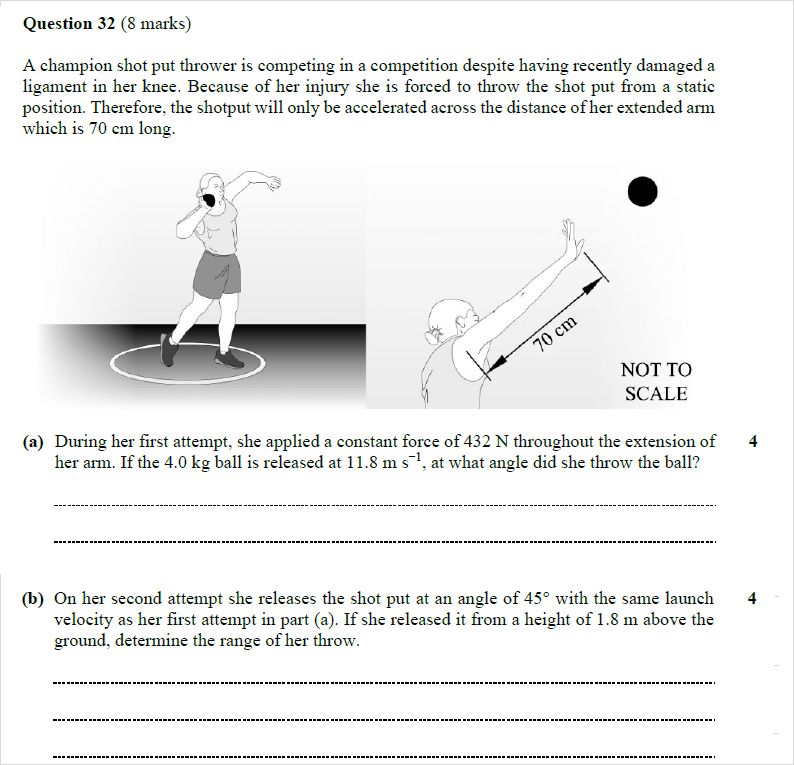 Question 32 (8 marks)
A champion shot put thrower is competing in a competition despite having recently damaged a
ligament in her knee. Because of her injury she is forced to throw the shot put from a static
position. Therefore, the shotput will only be accelerated across the distance of her extended arm
which is 70 cm long.
70 cm
NOT TO
SCALE
(a) During her first attempt, she applied a constant force of 432 N throughout the extension of 4
her arm. If the 4.0 kg ball is released at 11.8 m s⁻¹, at what angle did she throw the ball?
(b) On her second attempt she releases the shot put at an angle of 45° with the same launch 4
velocity as her first attempt in part (a). If she released it from a height of 1.8 m above the
ground, determine the range of her throw.